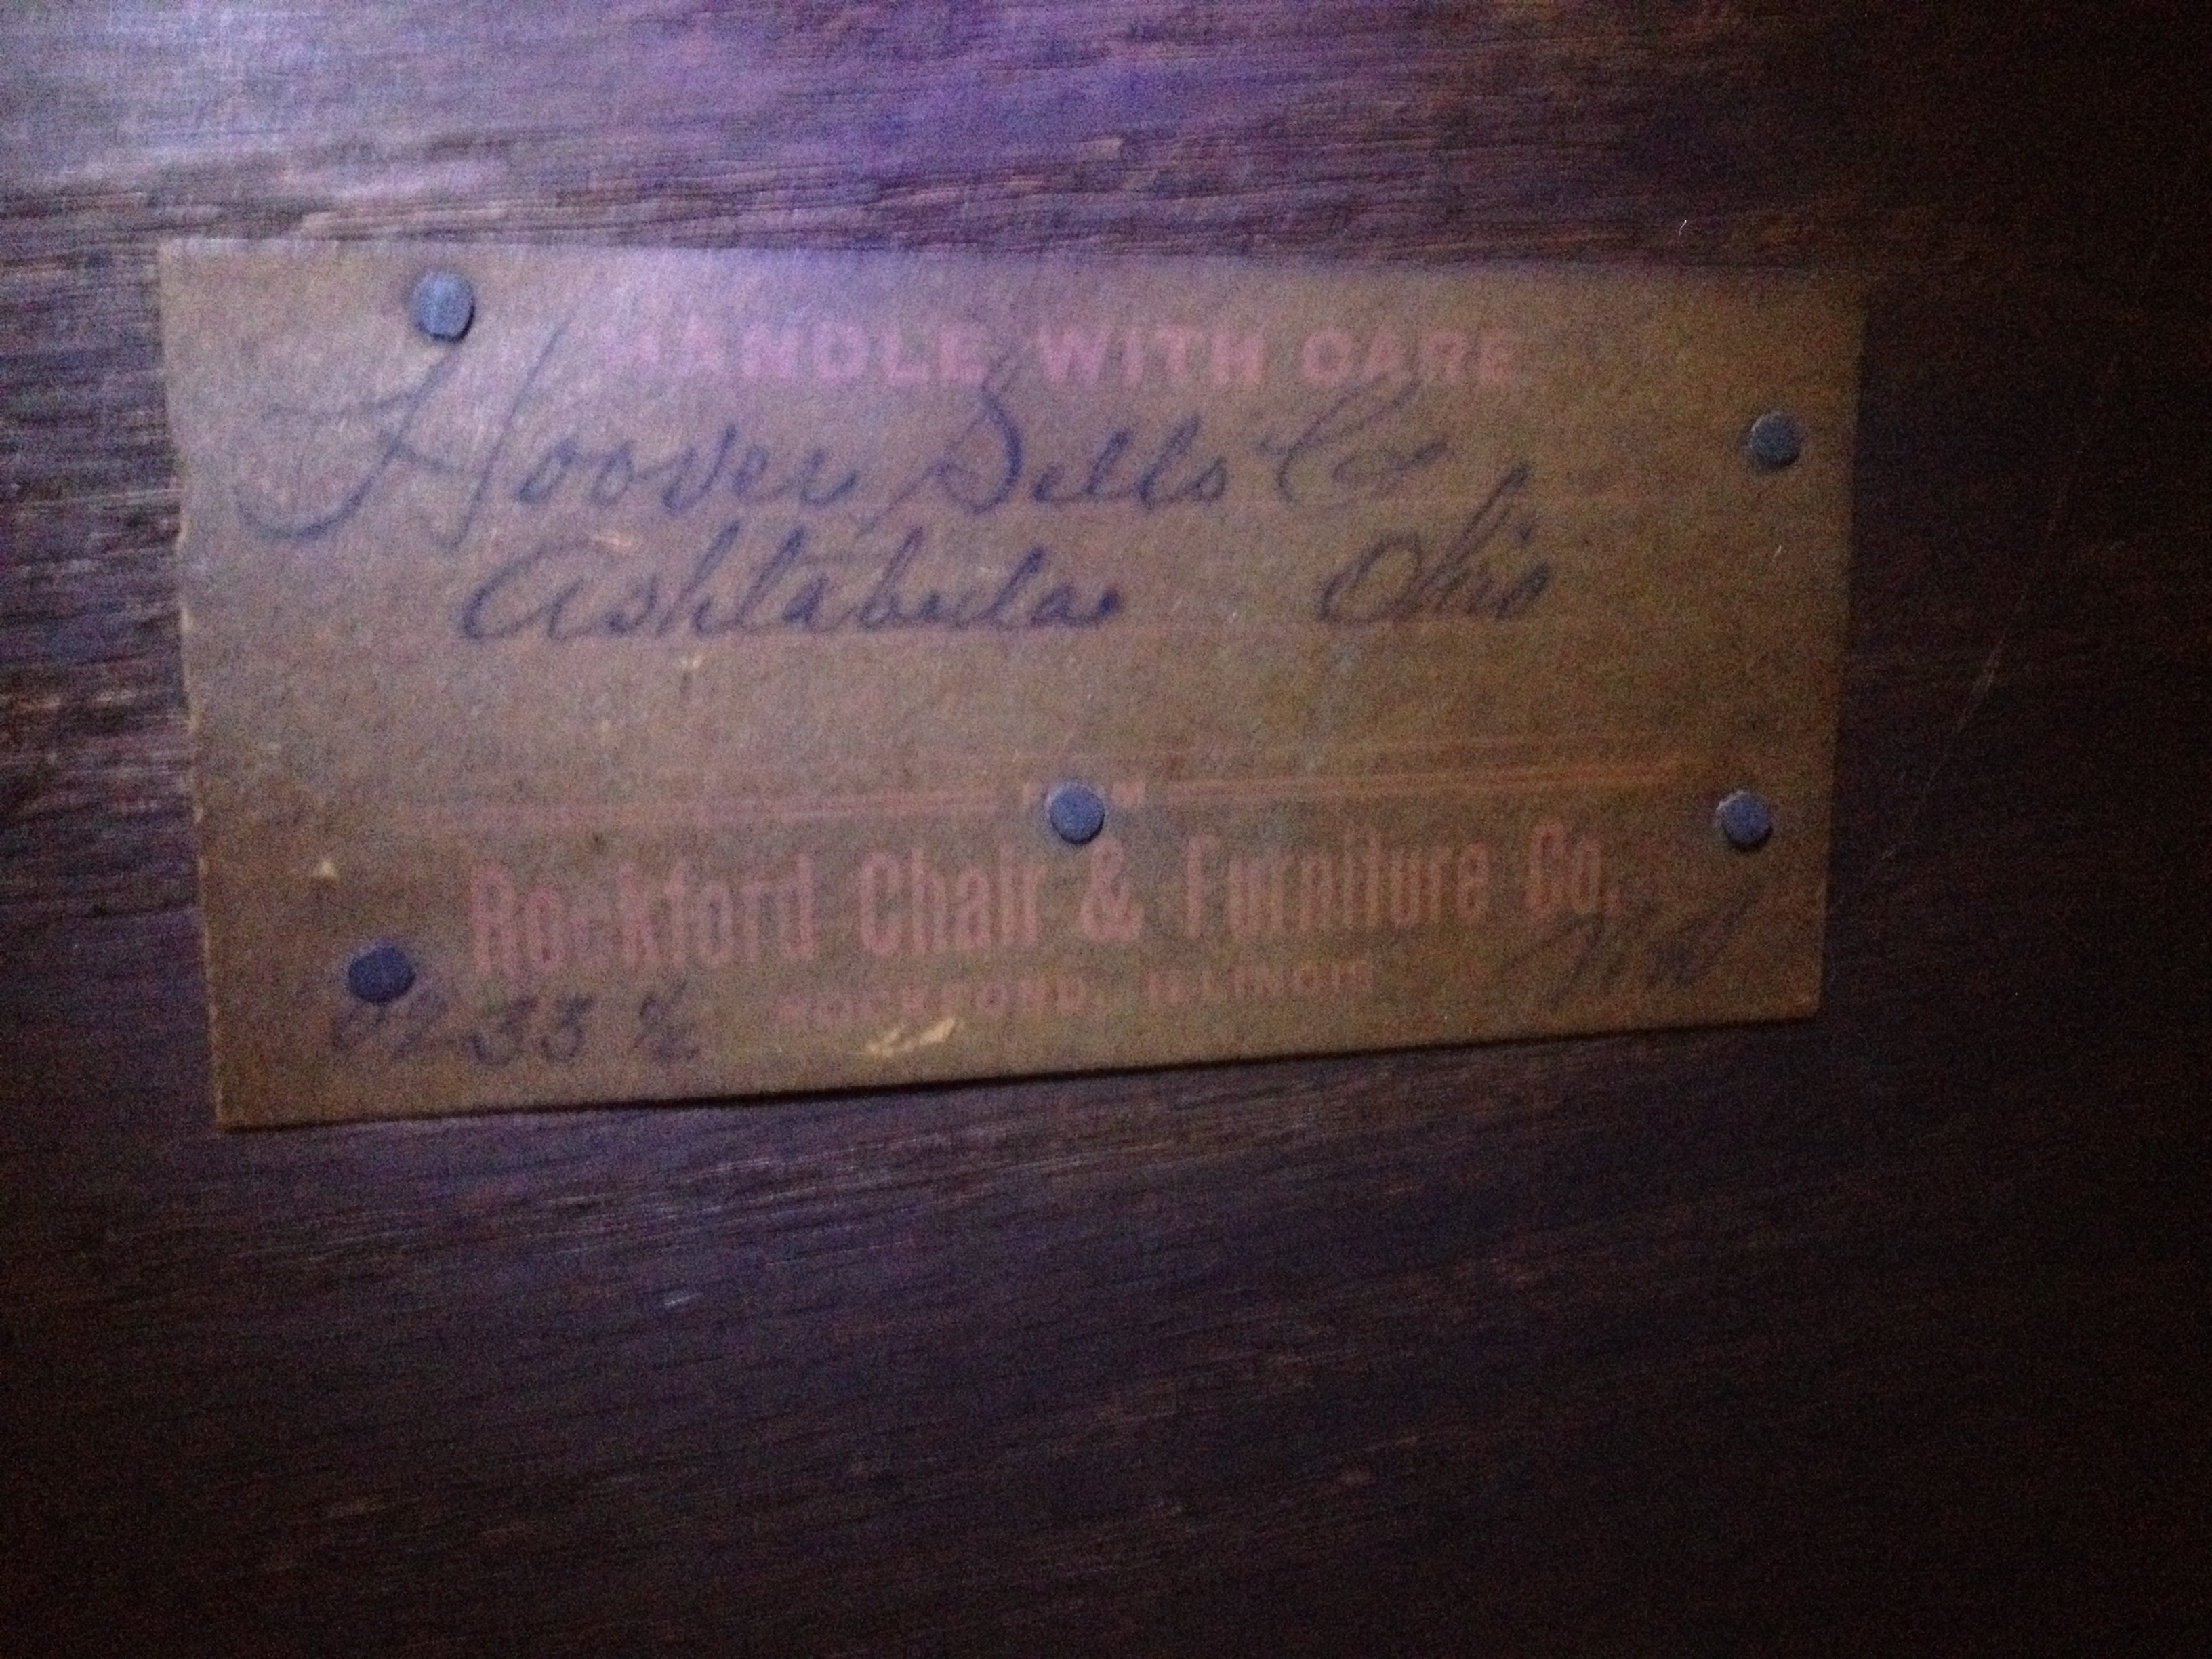 HANDLE WITH CARE
Hoover Sells Co
Ashtabula Ohio
Rockford Chair & Furniture Co.
ROCKFORD, ILLINOIS